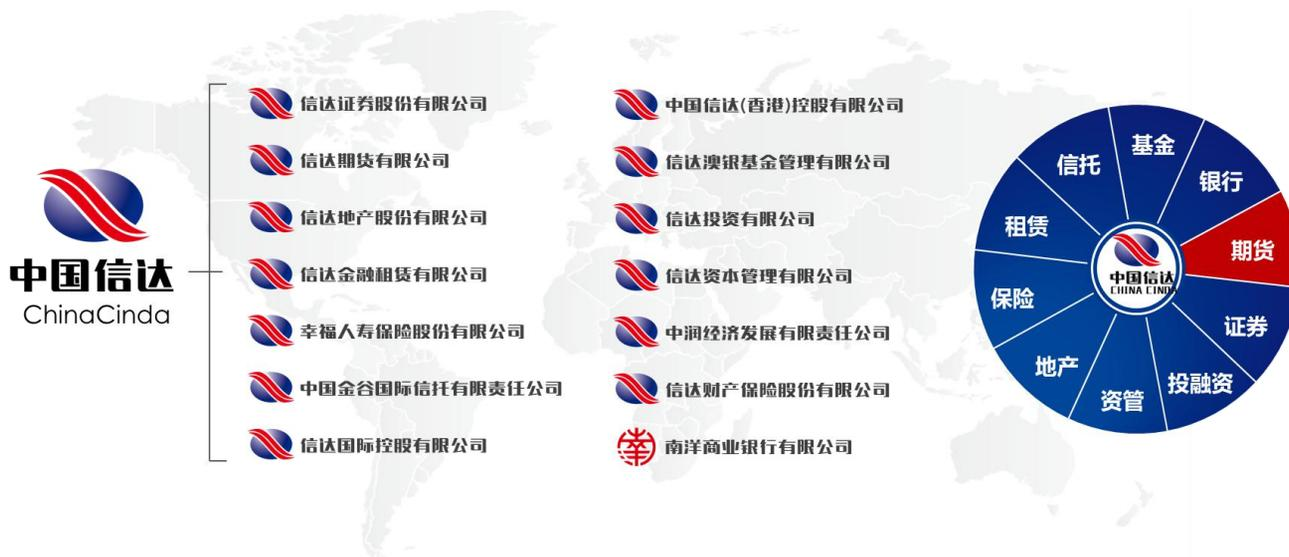 中国信达
ChinaCinda
信达证券股份有限公司
信达期货有限公司
信达地产股份有限公司
信达金融租赁有限公司
幸福人寿保险股份有限公司
中国金谷国际信托有限责任公司
信达国际控股有限公司
中国信达(香港)控股有限公司
信达澳银基金管理有限公司
信达投资有限公司
信达资本管理有限公司
中润经济发展有限责任公司
信达财产保险股份有限公司
南洋商业银行有限公司
基金
银行
期货
证券
投融资
资管
地产
保险
租赁
信托
中国信达
CHINA CINDA